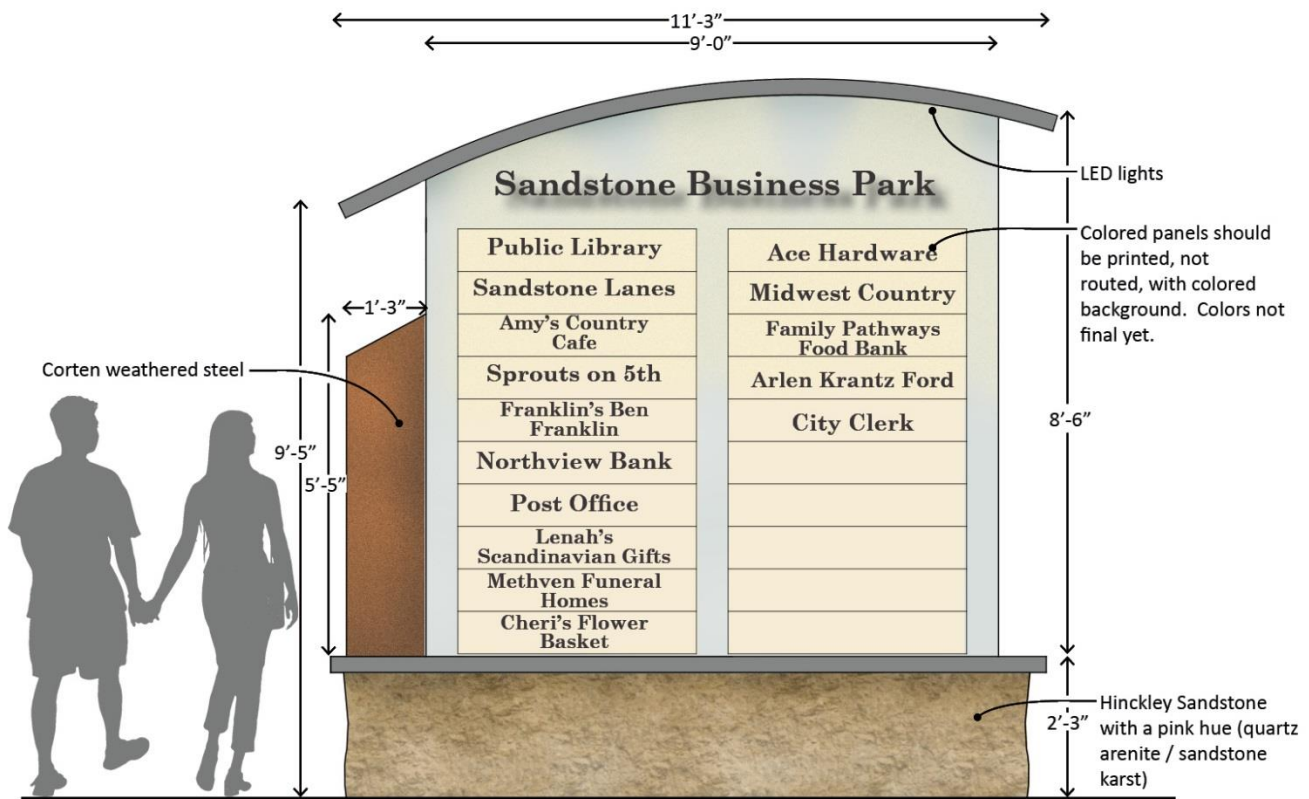 11’-3”
9’-0”
LED lights
Sandstone Business Park
Public Library
Sandstone Lanes
Amy’s Country
Cafe
Sprouts on 5th
Franklin’s Ben
Franklin
Northview Bank
Post Office
Lenah’s
Scandinavian Gifts
Methven Funeral
Homes
Cheri’s Flower
Basket
Ace Hardware
Midwest Country
Family Pathways
Food Bank
Arlen Krantz Ford
City Clerk
Colored panels should
be printed, not
routed, with colored
background.  Colors not
final yet.
1’-3”
Corten weathered steel
9’-5”
5’-5”
8’-6”
2’-3”
Hinckley Sandstone
with a pink hue (quartz
arenite / sandstone
karst)